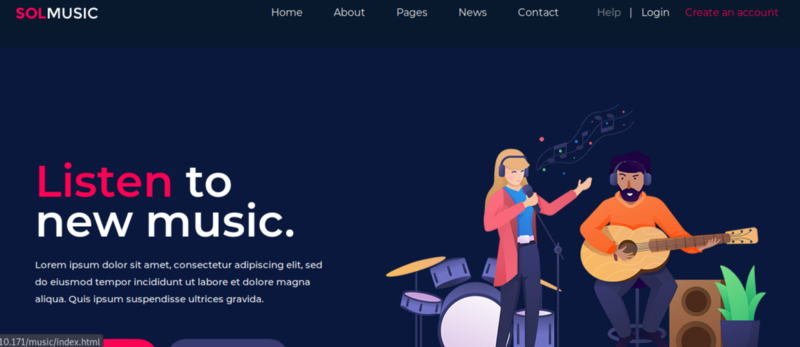 SOLMUSIC Home About Pages News Contact Help | Login Create an account
Listen to
new music.
Lorem ipsum dolor sit amet, consectetur adipiscing elit, sed
do eiusmod tempor incididunt ut labore et dolore magna
aliqua. Quis ipsum suspendisse ultrices gravida.
10.171/music/index.html